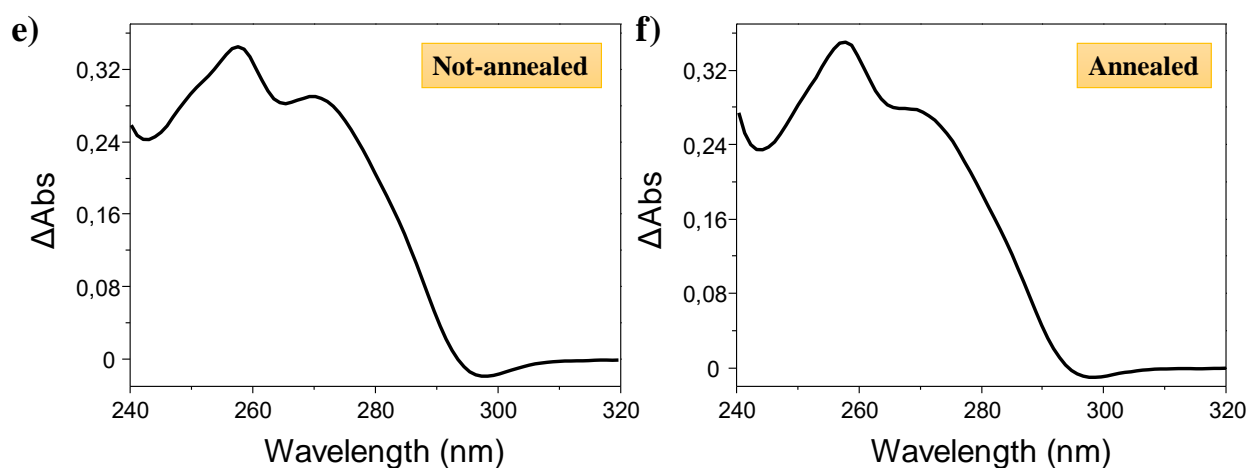 e)
Not-annealed
ΔAbs
0,32
0,24
0,16
0,08
0
240 260 280 300 320
Wavelength (nm)
f)
Annealed
ΔAbs
0,32
0,24
0,16
0,08
0
240 260 280 300 320
Wavelength (nm)